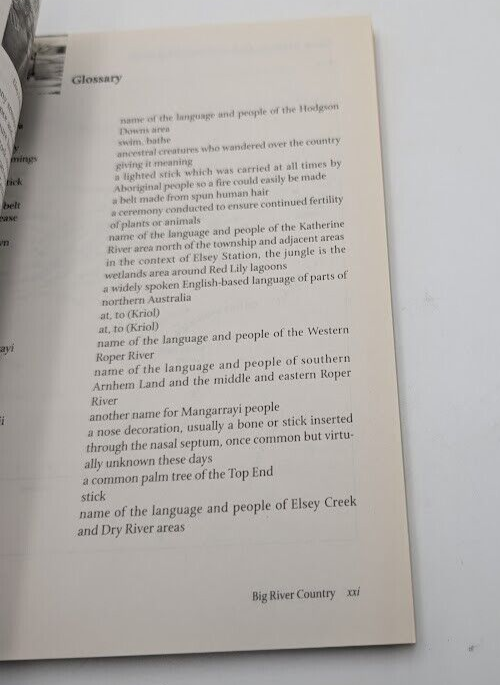 Glossary
name of the language and people of the Hodgson
Downs area
swim, bathe
ancestral creatures who wandered over the country
giving it meaning
a lighted stick which was carried at all times by
Aboriginal people so a fire could easily be made
a belt made from spun human hair
a ceremony conducted to ensure continued fertility
of plants or animals
name of the language and people of the Katherine
River area north of the township and adjacent areas
in the context of Elsey Station, the jungle is the
wetlands area around Red Lily lagoons
a widely spoken English-based language of parts of
northern Australia
at, to (Kriol)
at, to (Kriol)
name of the language and people of the Western
Roper River
name of the language and people of southern
Arnhem Land and the middle and eastern Roper
River
another name for Mangarrayi people
a nose decoration, usually a bone or stick inserted
through the nasal septum, once common but virtu-
ally unknown these days
a common palm tree of the Top End
stick
name of the language and people of Elsey Creek
and Dry River areas
Big River Country xxi